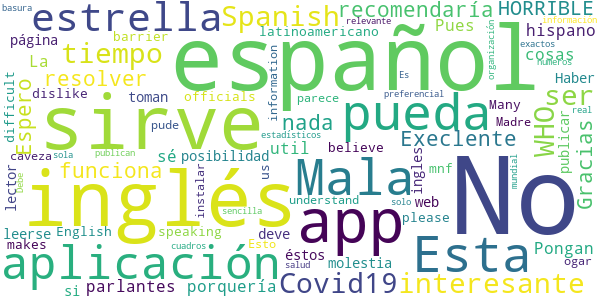 basura
relevante
HORRIBLE
estrella
Spanish
recomendaría
hispano
página
barrier
latinoamericano
Pues
Información
La
tiempo
español
cosas
exactos
difficult
Espero
resolver
organización
números
dislike
officials
information
parece
Es
preferencial
Haber
toman
nada
pueda
Many
Madre
WHO
ser
publicar
real
sirve
sé
posibilidad
util
believe
Execlente
Gracias
caveza
pude
estadísticos
publican
sola
lector
funciona
instalar
us
Mala
ingles
mnf
web
No
inglés
understand
solo
please
mundial
leerse
English
speaking
deve
app
Esta
Pongan
makes
Esto
éstos
molestia
ogar
bebe
sencilla
aplicación
si
parlantes
cuadros
porquería
salud
Covid19
interesante